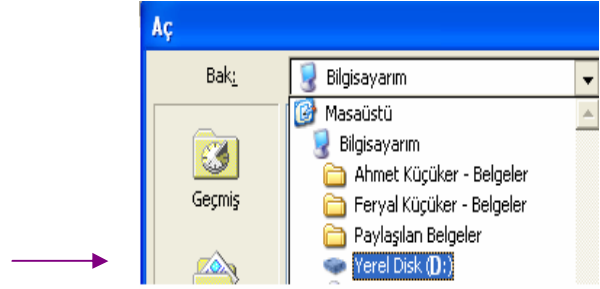 Aç
Bak:
Bilgisayarım
Masaüstü
Bilgisayarım
Ahmet Küçüker - Belgeler
Geçmiş
Feryal Küçüker - Belgeler
Paylaşılan Belgeler
Yerel Disk (D:)